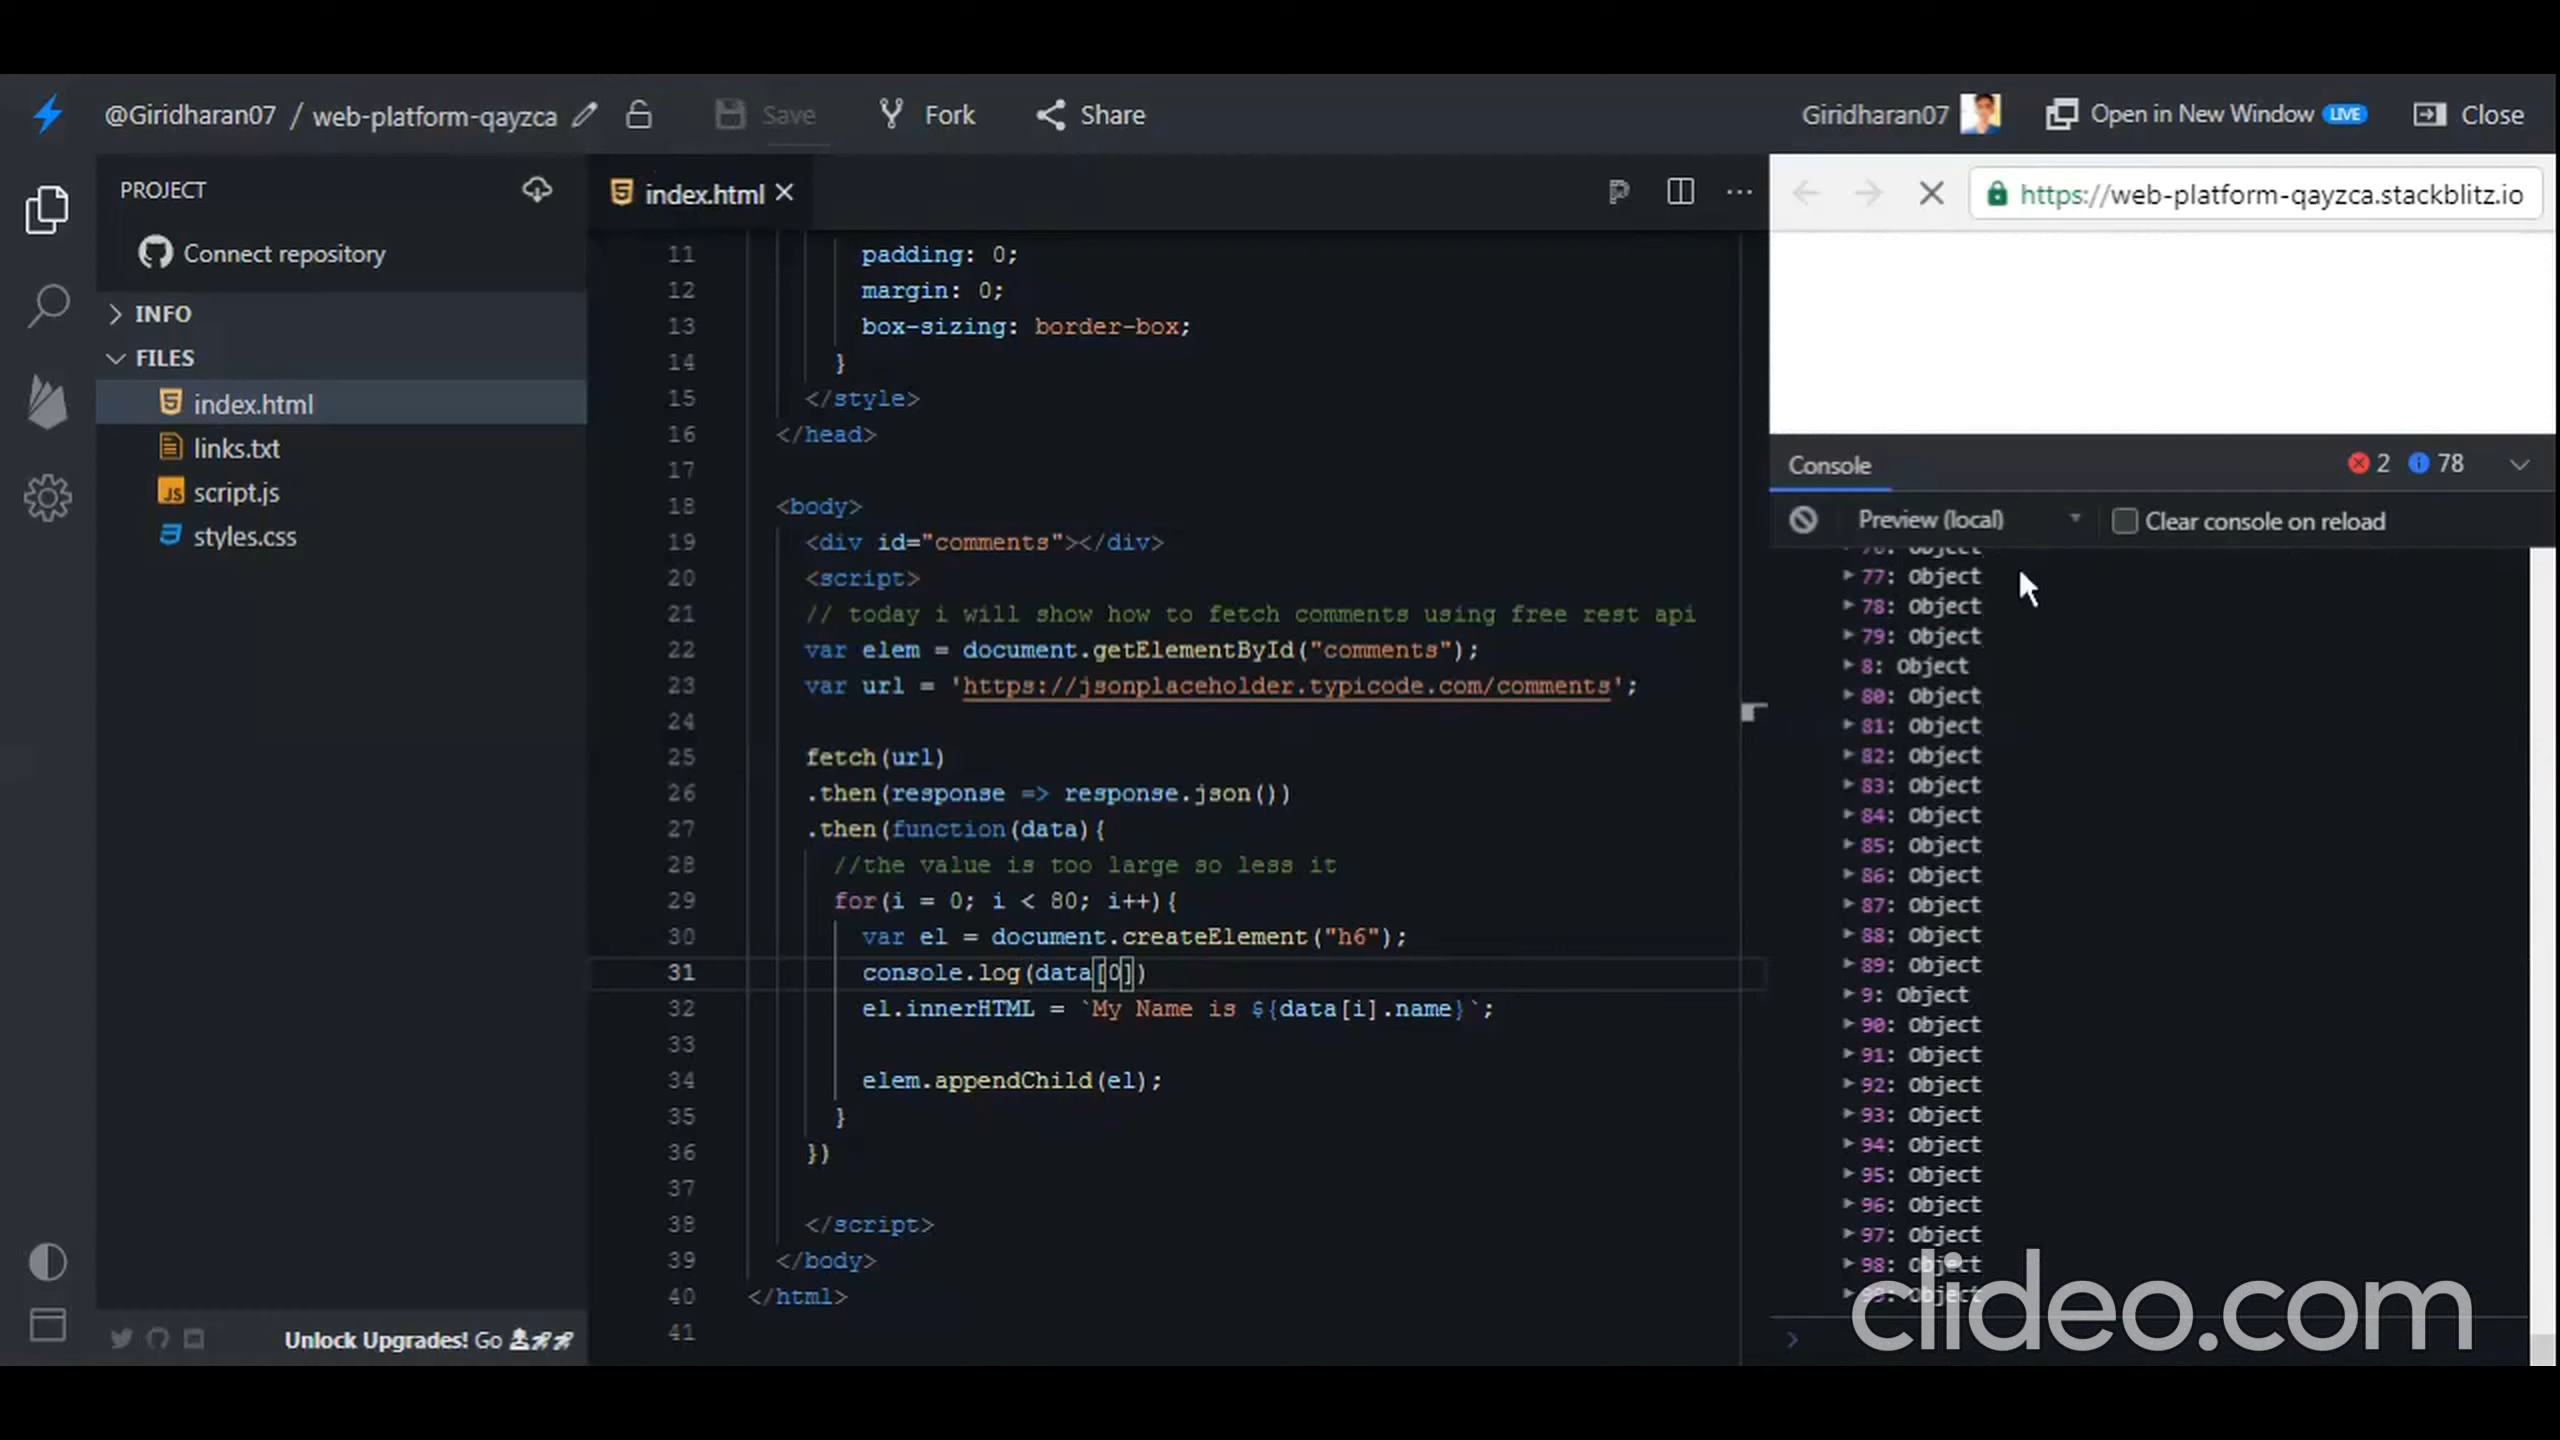 @Giridharan07 / web-platform-qayzca
Save
Fork
Share
Giridharan07
Open in New Window LIVE
Close
PROJECT
Connect repository
INFO
FILES
index.html
links.txt
script.js
styles.css
Unlock Upgrades! Go
index.html
11 padding: 0;
12 margin: 0;
13 box-sizing: border-box;
14 }
15 </style>
16 </head>
17
18 <body>
19 <div id="comments"></div>
20 <script>
21 // today i will show how to fetch comments using free rest api
22 var elem = document.getElementById("comments");
23 var url = 'https://jsonplaceholder.typicode.com/comments';
24
25 fetch(url)
26 .then(response => response.json())
27 .then(function(data){
28 //the value is too large so less it
29 for(i = 0; i < 80; i++){
30 var el = document.createElement("h6");
31 console.log(data[0])
32 el.innerHTML = `My Name is ${data[i].name}`;
33
34 elem.appendChild(el);
35 }
36 })
37
38 </script>
39 </body>
40 </html>
41
https://web-platform-qayzca.stackblitz.io
Console
2
78
Preview (local)
Clear console on reload
Object
77: Object
78: Object
79: Object
8: Object
80: Object
81: Object
82: Object
83: Object
84: Object
85: Object
86: Object
87: Object
88: Object
89: Object
9: Object
90: Object
91: Object
92: Object
93: Object
94: Object
95: Object
96: Object
97: Object
98: Object
99: Object
clideo.com